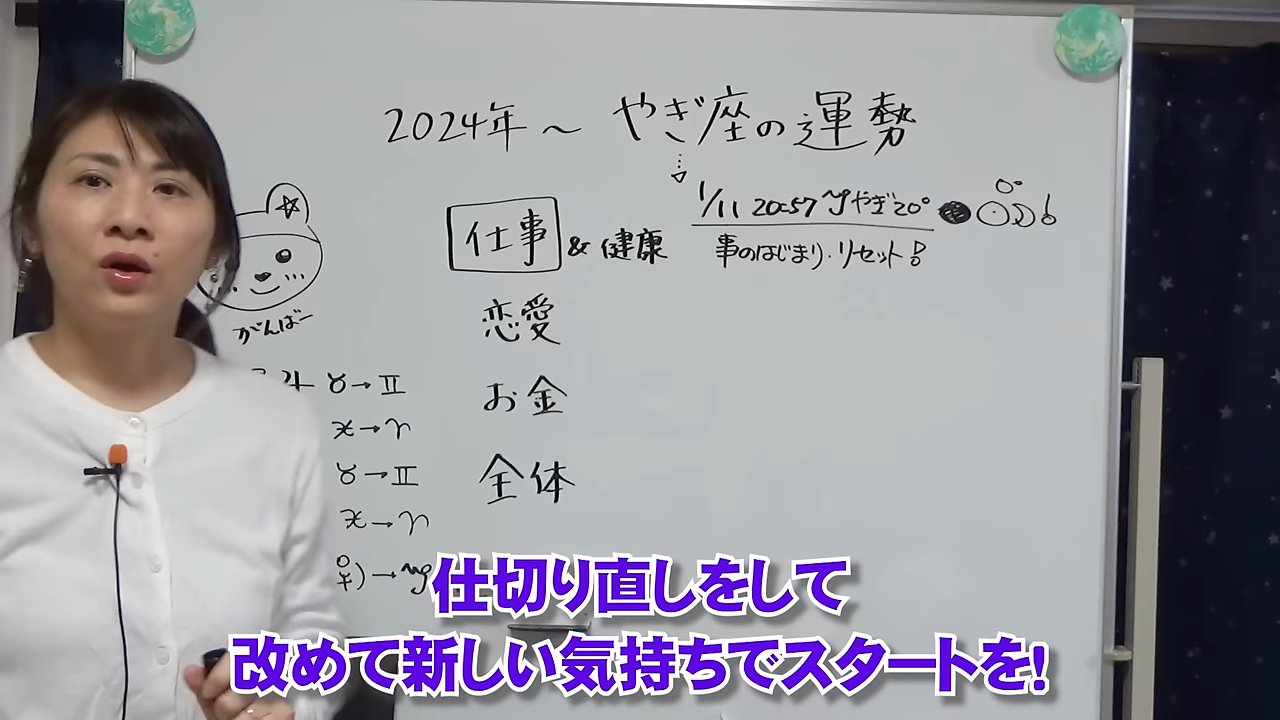 2024年～ やぎ座の運勢
1/11 20:57 ♑やぎ20°
事のはじまり・リセット
仕事 & 健康
恋愛
お金
全体
がんばー
♃ ♉→♊
♓→♈
♉→♊
♓→♈
仕切り直しをして
改めて新しい気持ちでスタートを!